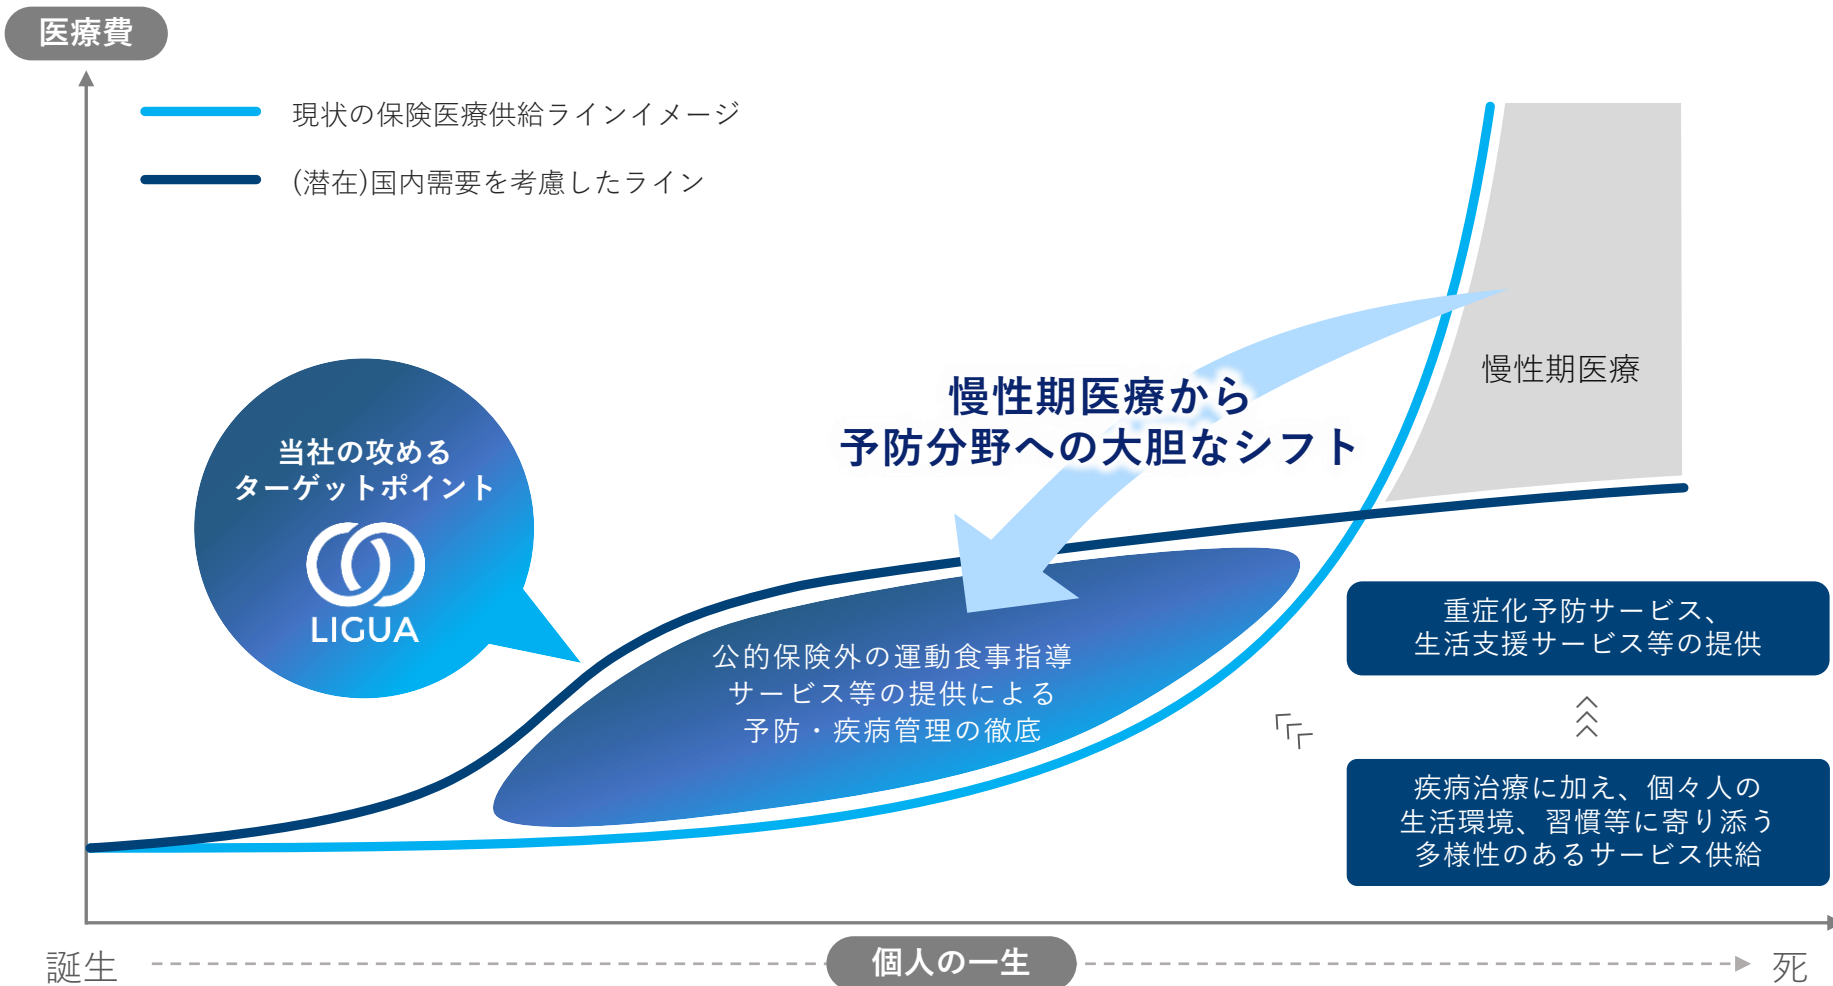 医療費
現状の保険医療供給ラインイメージ
(潜在)国内需要を考慮したライン
慢性期医療
慢性期医療から
予防分野への大胆なシフト
当社の攻める
ターゲットポイント
LIGUA
公的保険外の運動食事指導
サービス等の提供による
予防・疾病管理の徹底
重症化予防サービス、
生活支援サービス等の提供
疾病治療に加え、個々人の
生活環境、習慣等に寄り添う
多様性のあるサービス供給
誕生
個人の一生
死